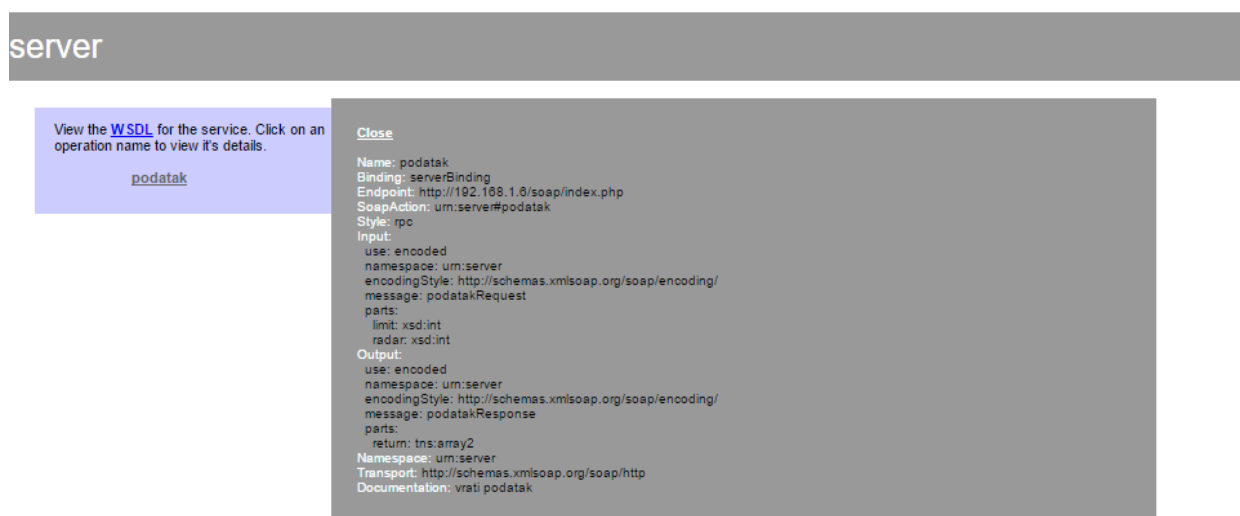 server
View the WSDL for the service. Click on an
operation name to view it's details.
podatak
Close
Name: podatak
Binding: serverBinding
Endpoint: http://192.168.1.6/soap/index.php
SoapAction: urn:server#podatak
Style: rpc
Input:
use: encoded
namespace: urn:server
encodingStyle: http://schemas.xmlsoap.org/soap/encoding/
message: podatakRequest
parts:
limit: xsd:int
radar: xsd:int
Output:
use: encoded
namespace: urn:server
encodingStyle: http://schemas.xmlsoap.org/soap/encoding/
message: podatakResponse
parts:
return: tns:array2
Namespace: urn:server
Transport: http://schemas.xmlsoap.org/soap/http
Documentation: vrati podatak